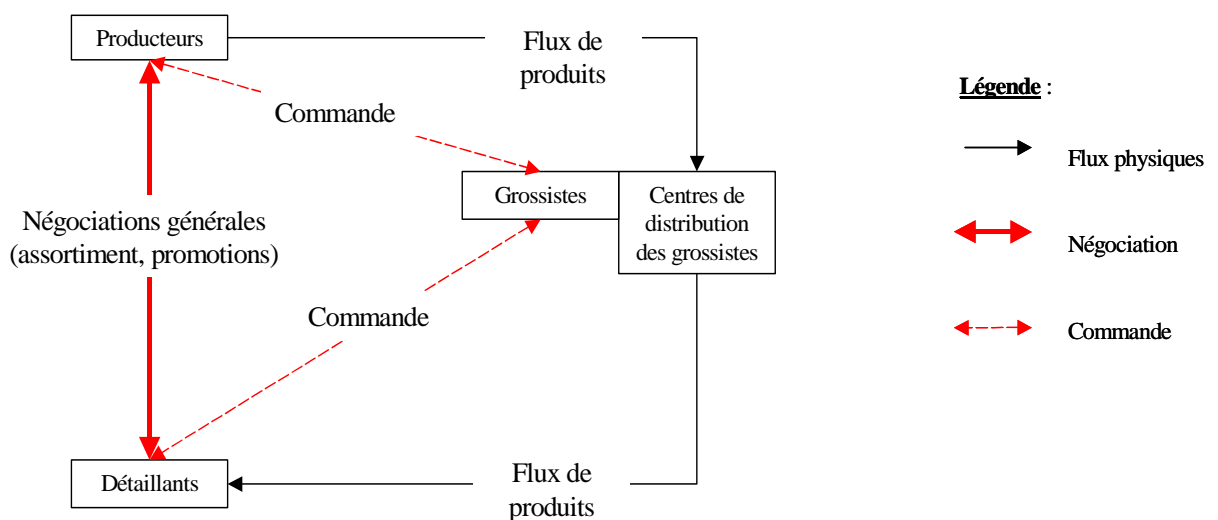 Producteurs
Flux de
produits
Commande
Grossistes
Centres de
distribution
des grossistes
Négociations générales
(assortiment, promotions)
Commande
Détaillants
Flux de
produits
Légende :
Flux physiques
Négociation
Commande